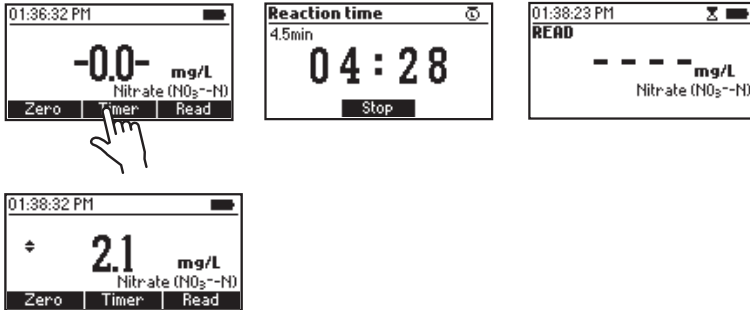 01:36:32 PM
-0.0- mg/L
Nitrate (NO₃⁻-N)
Zero Timer Read
Reaction time
4.5min
04:28
Stop
01:38:23 PM
READ
- - - - mg/L
Nitrate (NO₃⁻-N)
01:38:32 PM
2.1 mg/L
Nitrate (NO₃⁻-N)
Zero Timer Read